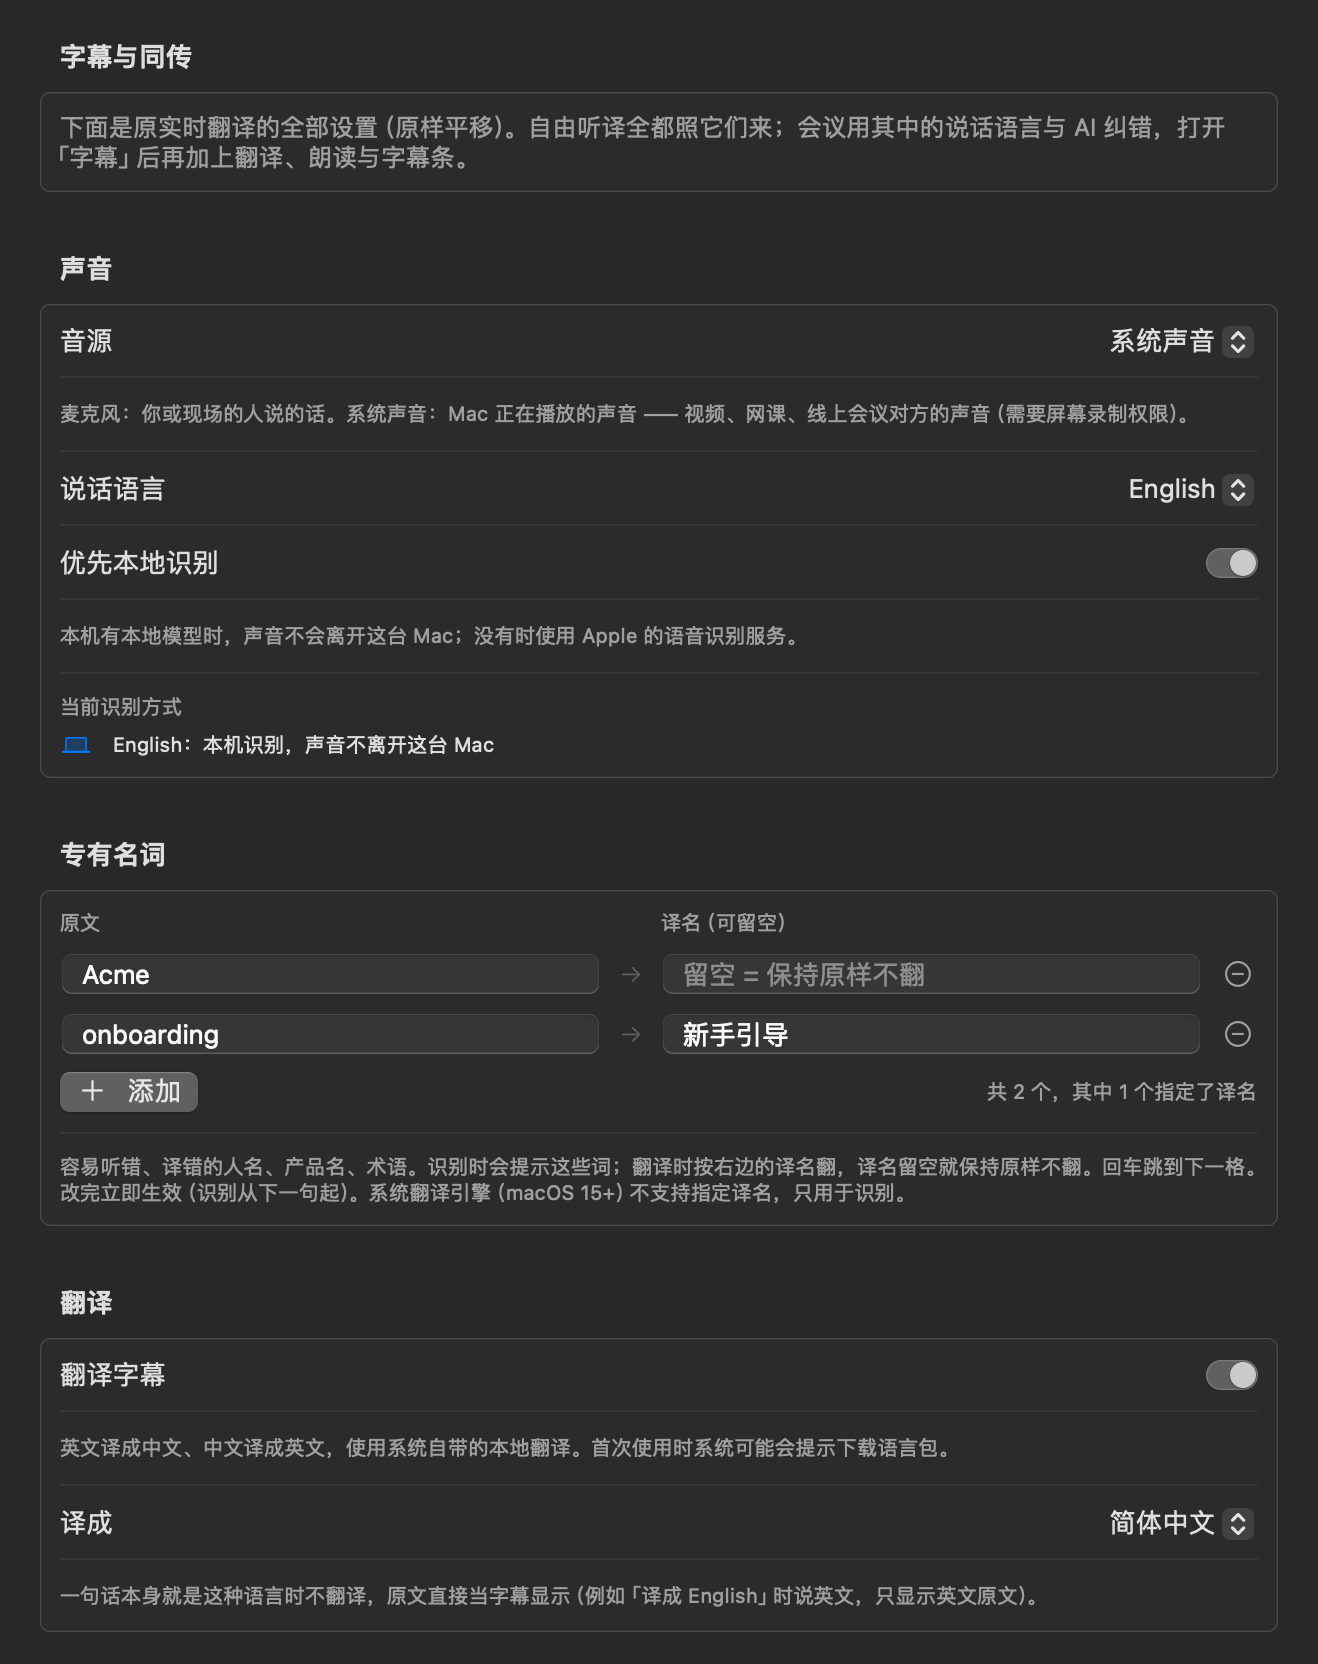 字幕与同传
下面是原实时翻译的全部设置（原样平移）。自由听译全都照它们来；会议用其中的说话语言与 AI 纠错，打开
「字幕」后再加上翻译、朗读与字幕条。
声音
音源 系统声音
麦克风：你或现场的人说的话。系统声音：Mac 正在播放的声音 —— 视频、网课、线上会议对方的声音（需要屏幕录制权限）。
说话语言 English
优先本地识别
本机有本地模型时，声音不会离开这台 Mac；没有时使用 Apple 的语音识别服务。
当前识别方式
English：本机识别，声音不离开这台 Mac
专有名词
原文 译名（可留空）
Acme → 留空 = 保持原样不翻
onboarding → 新手引导
添加 共 2 个，其中 1 个指定了译名
容易听错、译错的人名、产品名、术语。识别时会提示这些词；翻译时按右边的译名翻，译名留空就保持原样不翻。回车跳到下一格。
改完立即生效（识别从下一句起）。系统翻译引擎（macOS 15+）不支持指定译名，只用于识别。
翻译
翻译字幕
英文译成中文、中文译成英文，使用系统自带的本地翻译。首次使用时系统可能会提示下载语言包。
译成 简体中文
一句话本身就是这种语言时不翻译，原文直接当字幕显示（例如「译成 English」时说英文，只显示英文原文）。